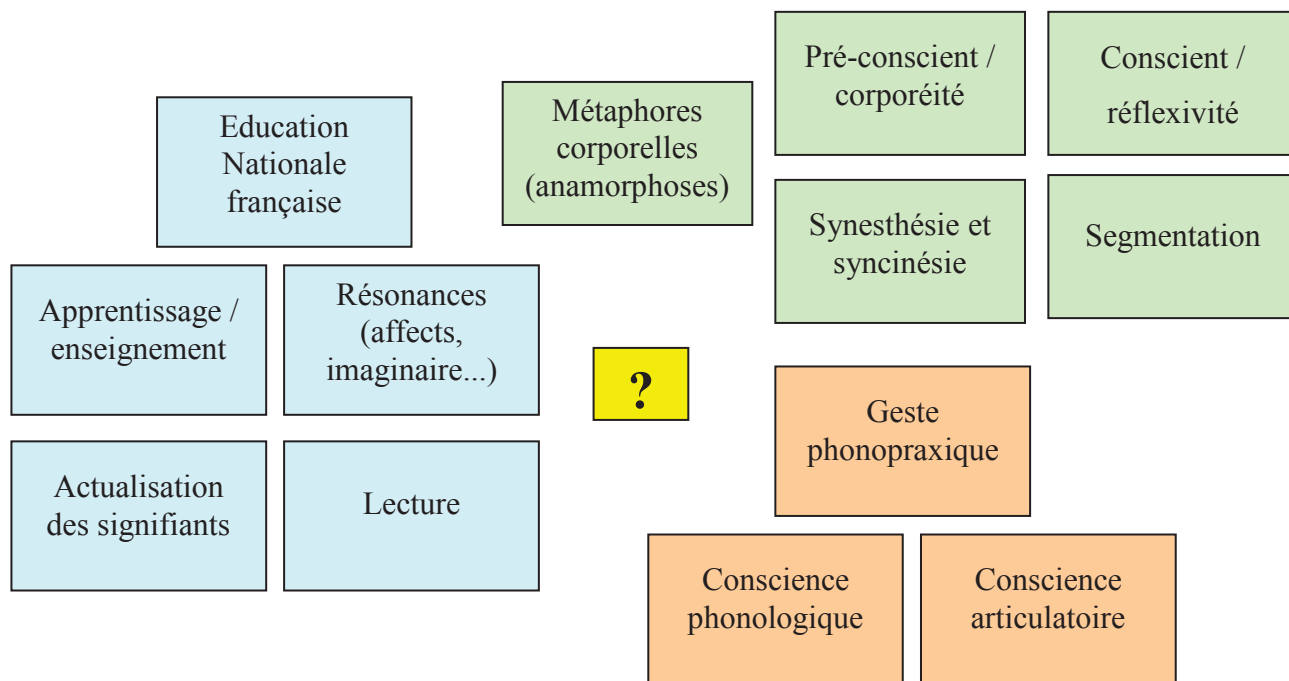 Education
Nationale
française
Apprentissage /
enseignement
Résonances
(affects,
imaginaire...)
Actualisation
des signifiants
Lecture
?
Métaphores
corporelles
(anamorphoses)
Pré-conscient /
corporéité
Conscient /
réflexivité
Synesthésie et
syncinésie
Segmentation
Geste
phonopraxique
Conscience
phonologique
Conscience
articulatoire